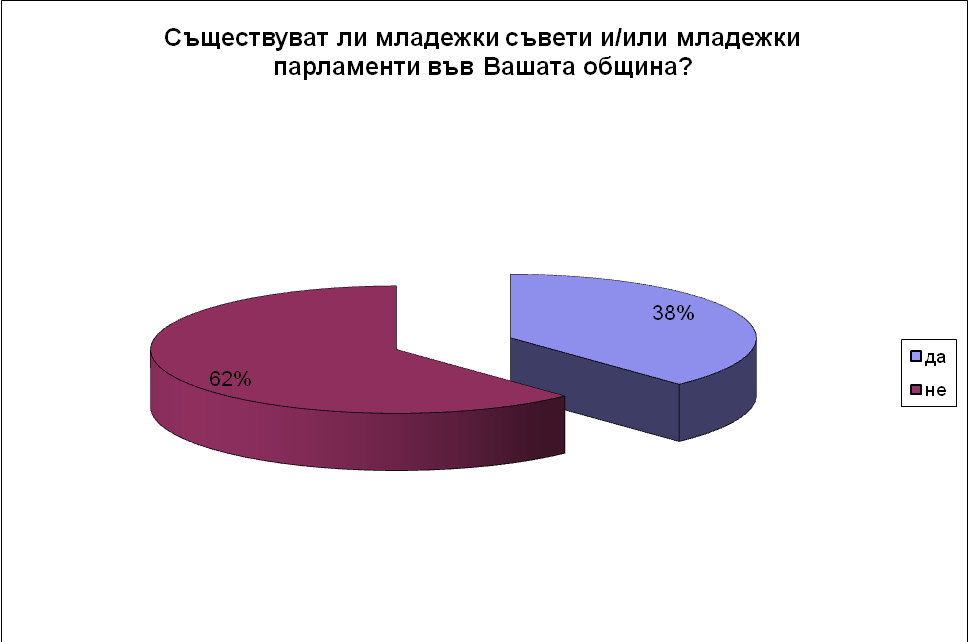 Съществуват ли младежки съвети и/или младежки
парламенти във Вашата община?
38%
62%
да
не